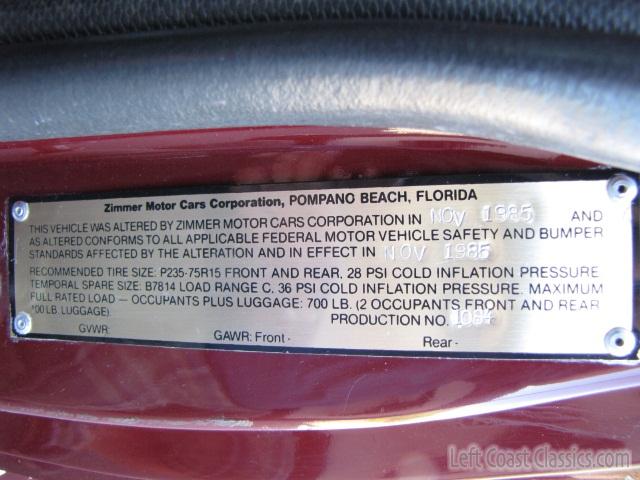 Zimmer Motor Cars Corporation, POMPANO BEACH, FLORIDA
THIS VEHICLE WAS ALTERED BY ZIMMER MOTOR CARS CORPORATION IN NOV 1985 AND
AS ALTERED CONFORMS TO ALL APPLICABLE FEDERAL MOTOR VEHICLE SAFETY AND BUMPER
STANDARDS AFFECTED BY THE ALTERATION AND IN EFFECT IN NOV 1985
RECOMMENDED TIRE SIZE: P235-75R15 FRONT AND REAR, 28 PSI COLD INFLATION PRESSURE
TEMPORAL SPARE SIZE: B7814 LOAD RANGE C. 36 PSI COLD INFLATION PRESSURE. MAXIMUM
FULL RATED LOAD — OCCUPANTS PLUS LUGGAGE: 700 LB. (2 OCCUPANTS FRONT AND REAR
*00 LB. LUGGAGE) PRODUCTION NO. 1084
GVWR: GAWR: Front - Rear -
Left Coast Classics.com